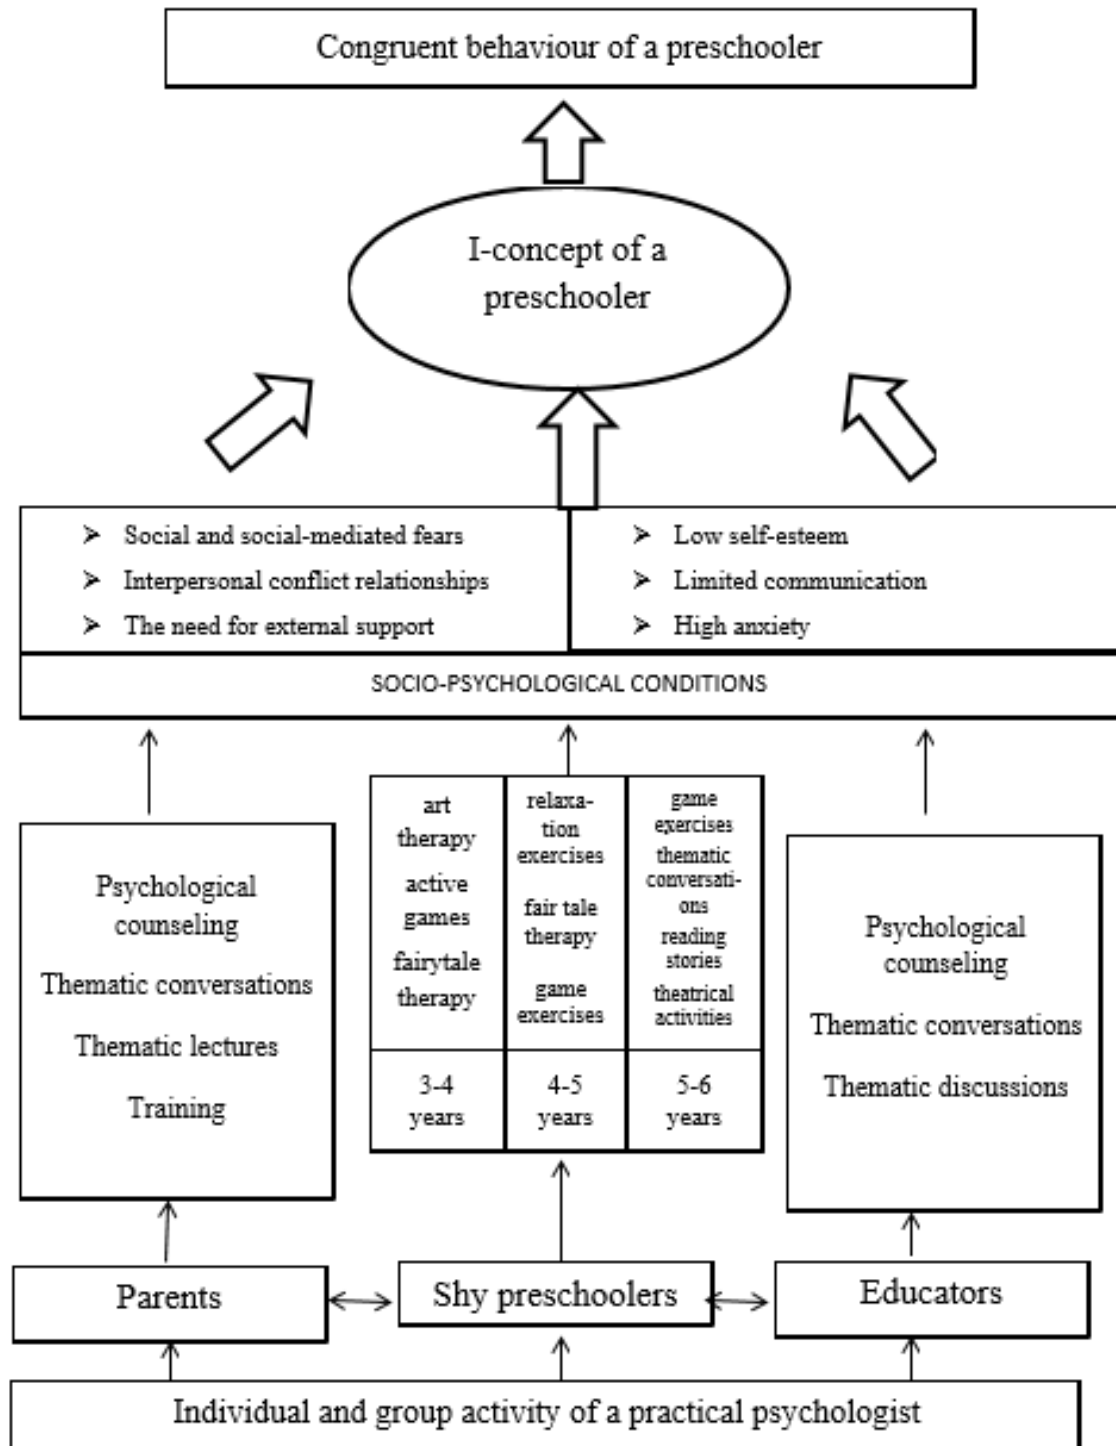 Congruent behaviour of a preschooler
I-concept of a
preschooler
➢ Social and social-mediated fears
➢ Interpersonal conflict relationships
➢ The need for external support
➢ Low self-esteem
➢ Limited communication
➢ High anxiety
SOCIO-PSYCHOLOGICAL CONDITIONS
Psychological
counseling
Thematic conversations
Thematic lectures
Training
art
therapy
active
games
fairytale
therapy
3-4
years
relaxa-
tion
exercises
fair tale
therapy
game
exercises
4-5
years
game
exercises
thematic
conversati-
ons
reading
stories
theatrical
activities
5-6
years
Psychological
counseling
Thematic conversations
Thematic discussions
Parents
Shy preschoolers
Educators
Individual and group activity of a practical psychologist